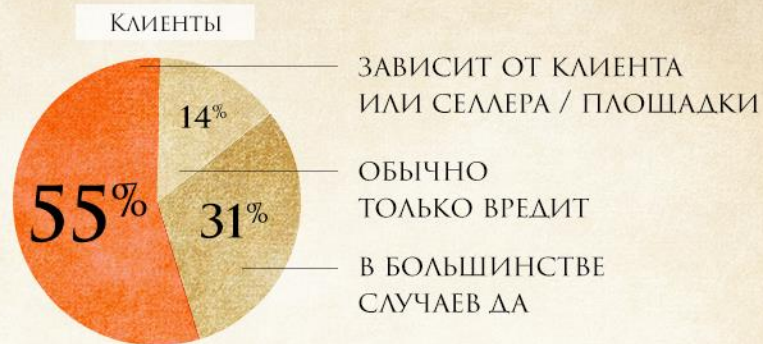 Клиенты
14%
55%
31%
ЗАВИСИТ ОТ КЛИЕНТА
ИЛИ СЕЛЛЕРА / ПЛОЩАДКИ
ОБЫЧНО
ТОЛЬКО ВРЕДИТ
В БОЛЬШИНСТВЕ
СЛУЧАЕВ ДА